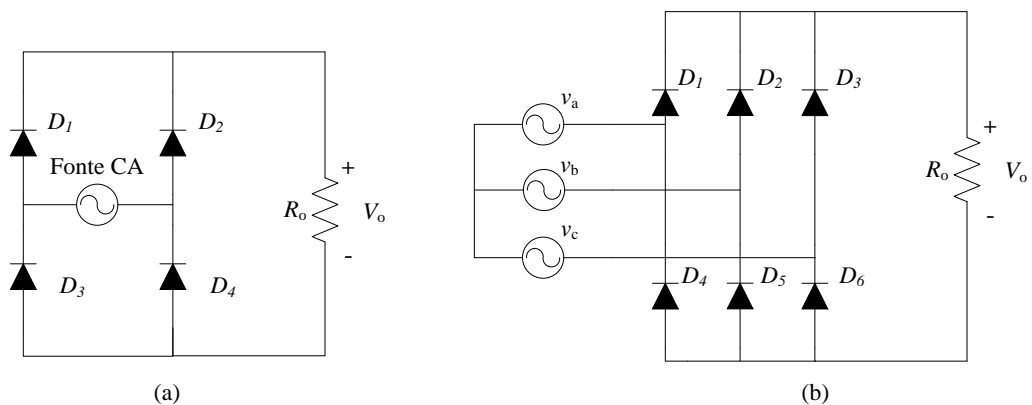 D1
D2
Fonte CA
+
Ro
Vo
-
D3
D4
(a)
D1
D2
D3
va
vb
vc
+
Ro
Vo
-
D4
D5
D6
(b)